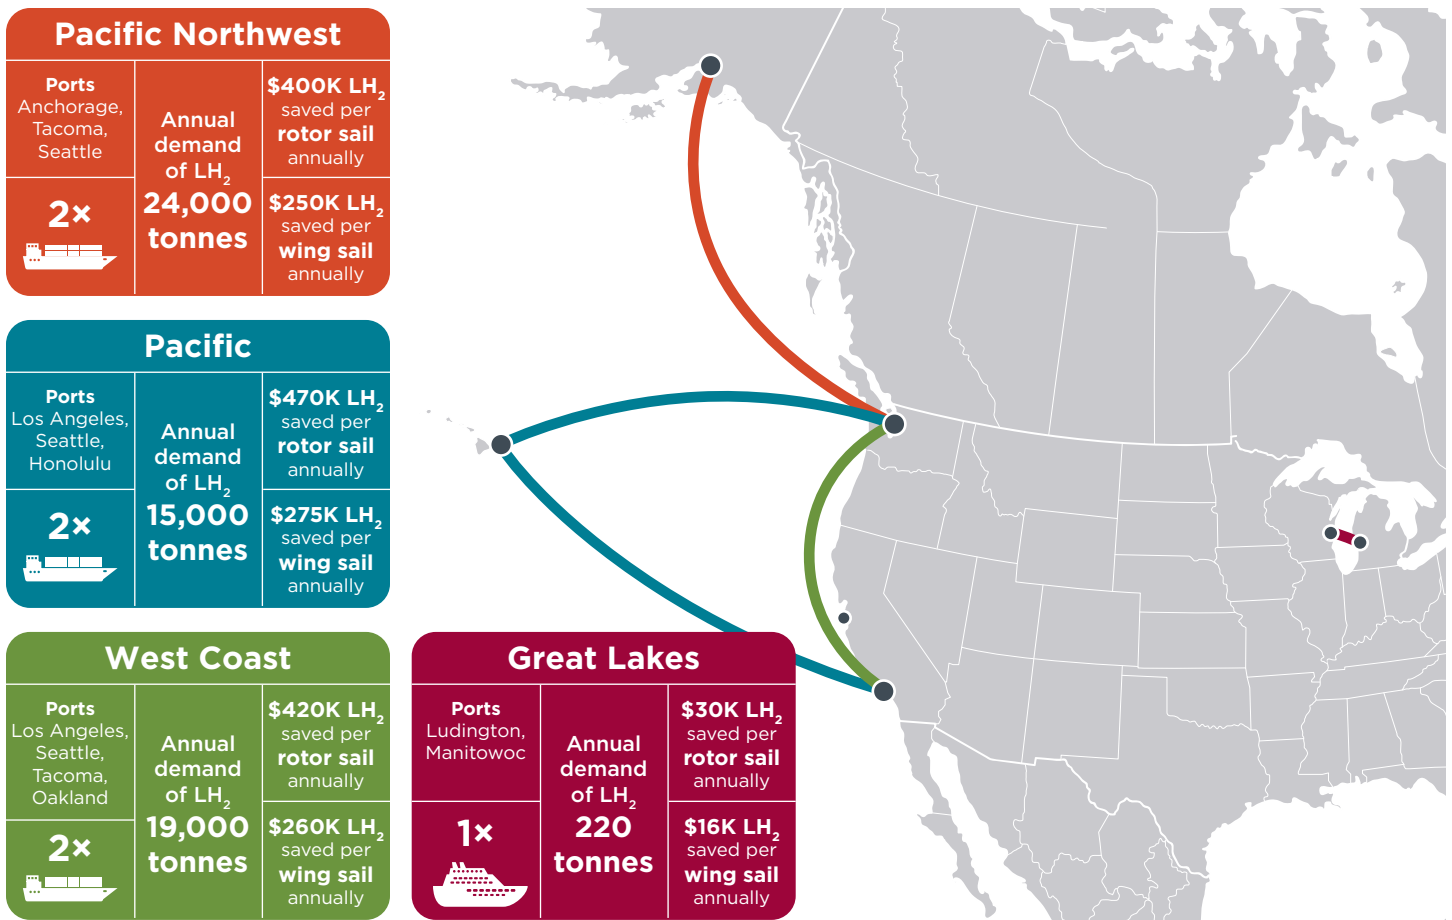 Pacific Northwest
Ports
Anchorage,
Tacoma,
Seattle
2×
Annual
demand
of LH₂
24,000
tonnes
$400K LH₂
saved per
rotor sail
annually
$250K LH₂
saved per
wing sail
annually
Pacific
Ports
Los Angeles,
Seattle,
Honolulu
2×
Annual
demand
of LH₂
15,000
tonnes
$470K LH₂
saved per
rotor sail
annually
$275K LH₂
saved per
wing sail
annually
West Coast
Ports
Los Angeles,
Seattle,
Tacoma,
Oakland
2×
Annual
demand
of LH₂
19,000
tonnes
$420K LH₂
saved per
rotor sail
annually
$260K LH₂
saved per
wing sail
annually
Great Lakes
Ports
Ludington,
Manitowoc
1×
Annual
demand
of LH₂
220
tonnes
$30K LH₂
saved per
rotor sail
annually
$16K LH₂
saved per
wing sail
annually